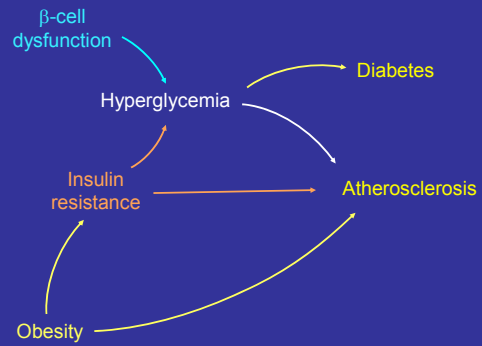 β-cell
dysfunction
Diabetes
Hyperglycemia
Insulin
resistance
Atherosclerosis
Obesity